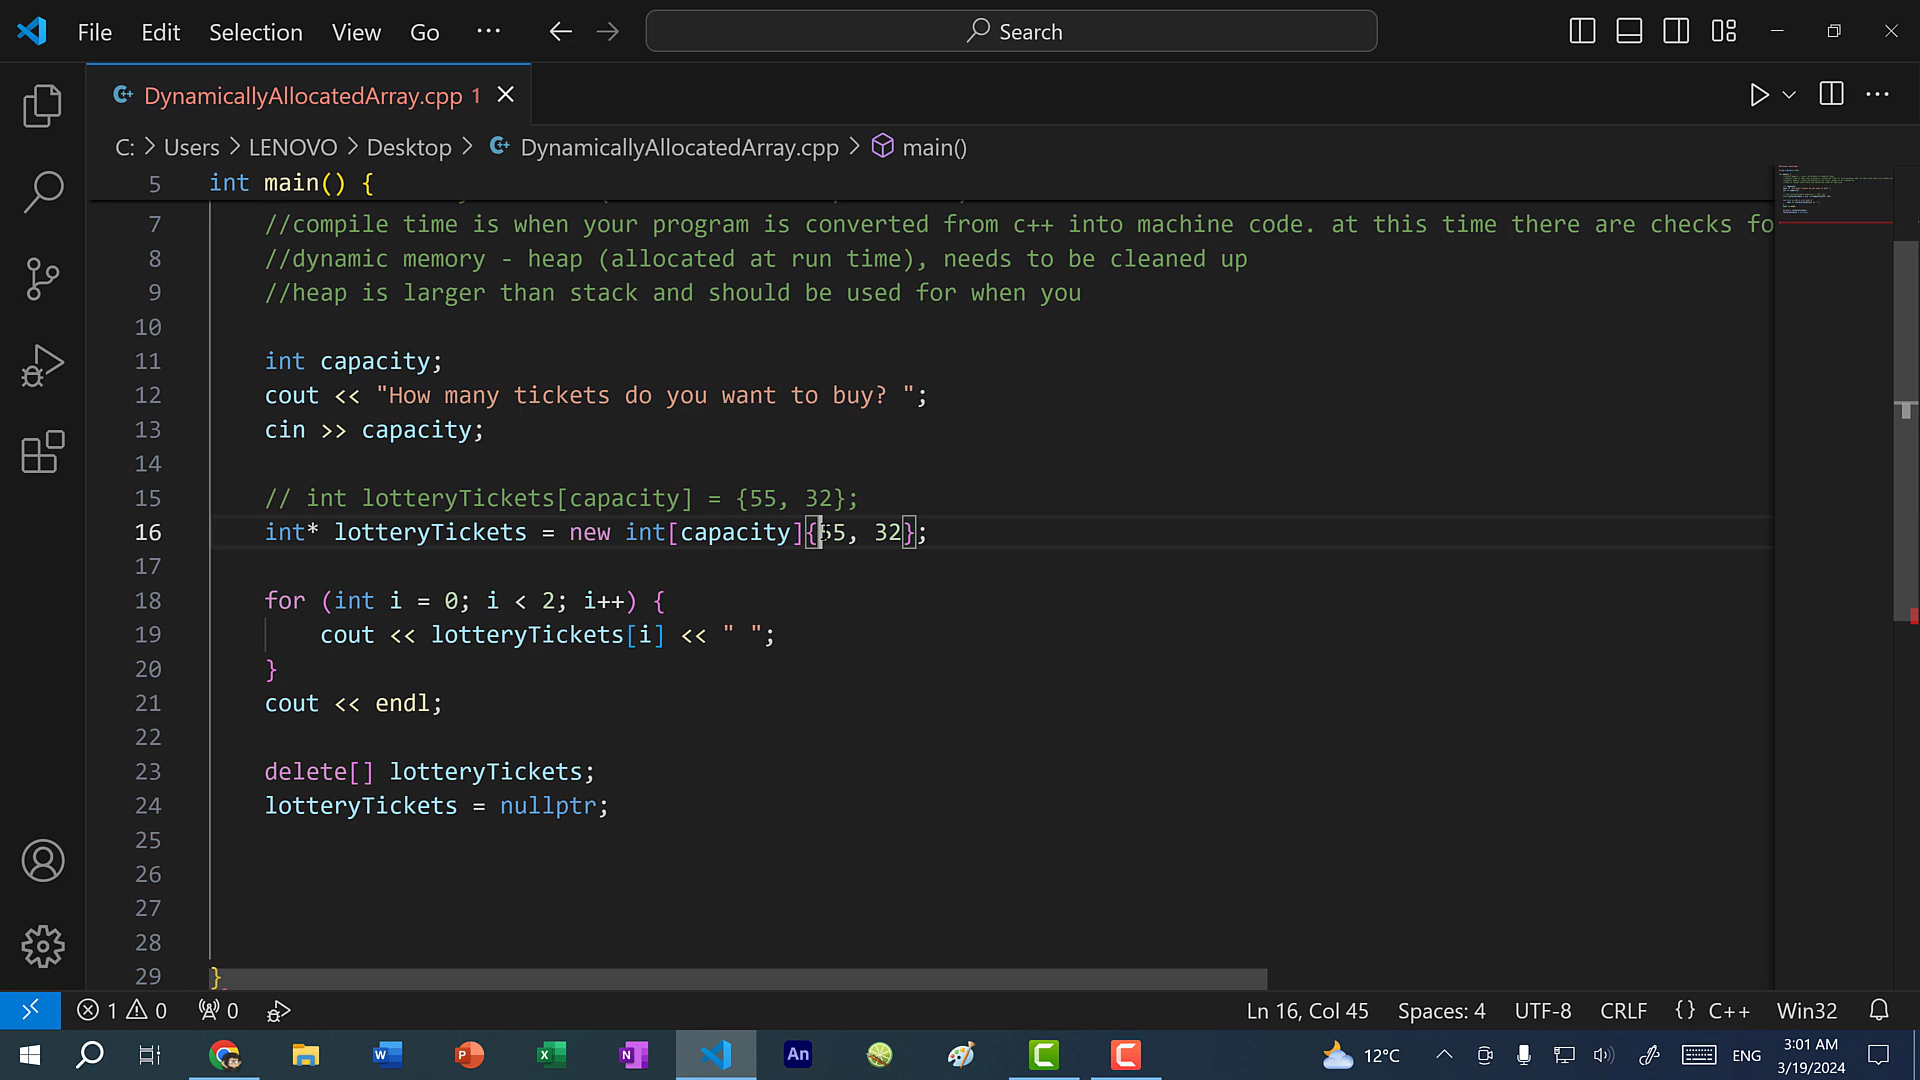 File Edit Selection View Go ··· Search
DynamicallyAllocatedArray.cpp 1
C: > Users > LENOVO > Desktop > DynamicallyAllocatedArray.cpp > main()
5 int main() {
7 //compile time is when your program is converted from c++ into machine code. at this time there are checks fo
8 //dynamic memory - heap (allocated at run time), needs to be cleaned up
9 //heap is larger than stack and should be used for when you
10
11 int capacity;
12 cout << "How many tickets do you want to buy? ";
13 cin >> capacity;
14
15 // int lotteryTickets[capacity] = {55, 32};
16 int* lotteryTickets = new int[capacity]{55, 32};
17
18 for (int i = 0; i < 2; i++) {
19 cout << lotteryTickets[i] << " ";
20 }
21 cout << endl;
22
23 delete[] lotteryTickets;
24 lotteryTickets = nullptr;
25
26
27
28
29 }
1 0 0 Ln 16, Col 45 Spaces: 4 UTF-8 CRLF {} C++ Win32
W P X N An C C 12°C ENG 3:01 AM
3/19/2024